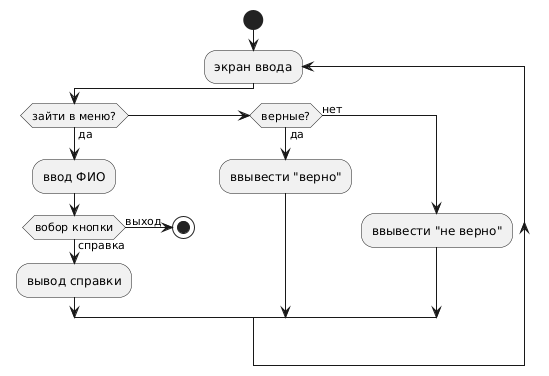 экран ввода
зайти в меню?
верные?
нет
да
да
ввод ФИО
ввывести "верно"
вобор кнопки
выход
ввывести "не верно"
справка
вывод справки